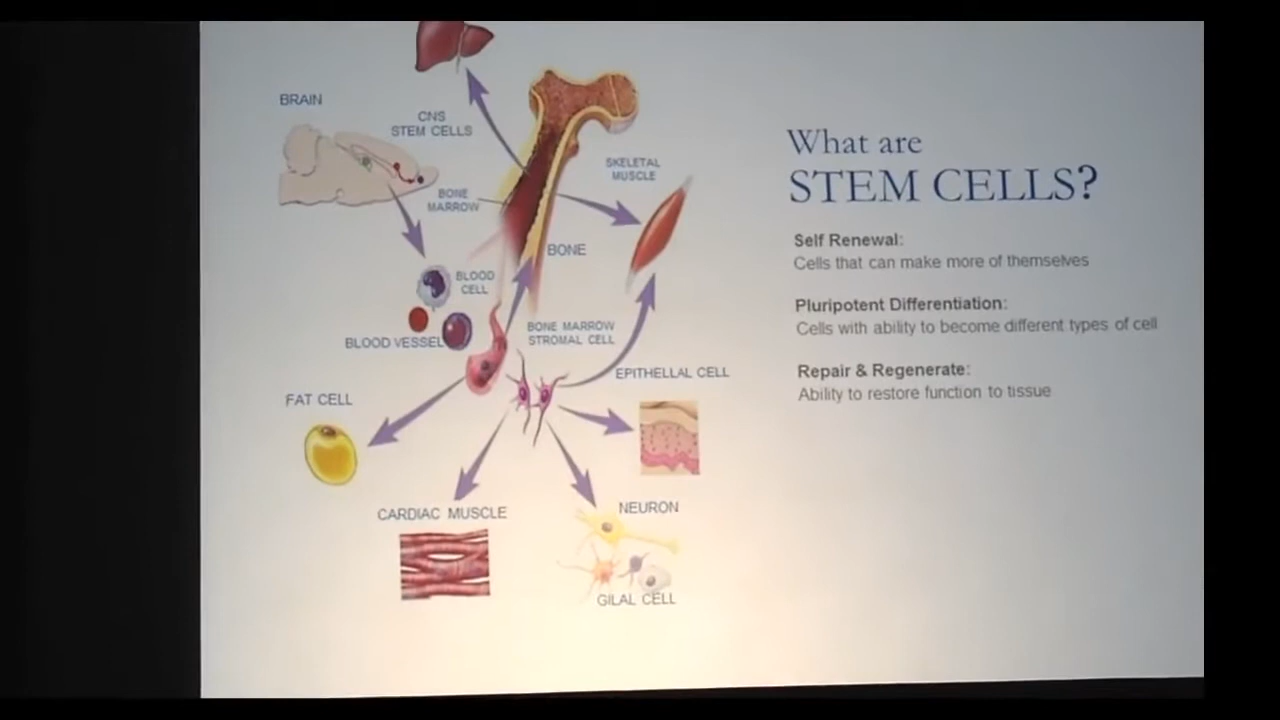 BRAIN
CNS
STEM CELLS
SKELETAL
MUSCLE
BONE
MARROW
BONE
BLOOD
CELL
BLOOD VESSEL
BONE MARROW
STROMAL CELL
EPITHELLAL CELL
FAT CELL
CARDIAC MUSCLE
NEURON
GILAL CELL
What are
STEM CELLS?
Self Renewal:
Cells that can make more of themselves
Pluripotent Differentiation:
Cells with ability to become different types of cell
Repair & Regenerate:
Ability to restore function to tissue